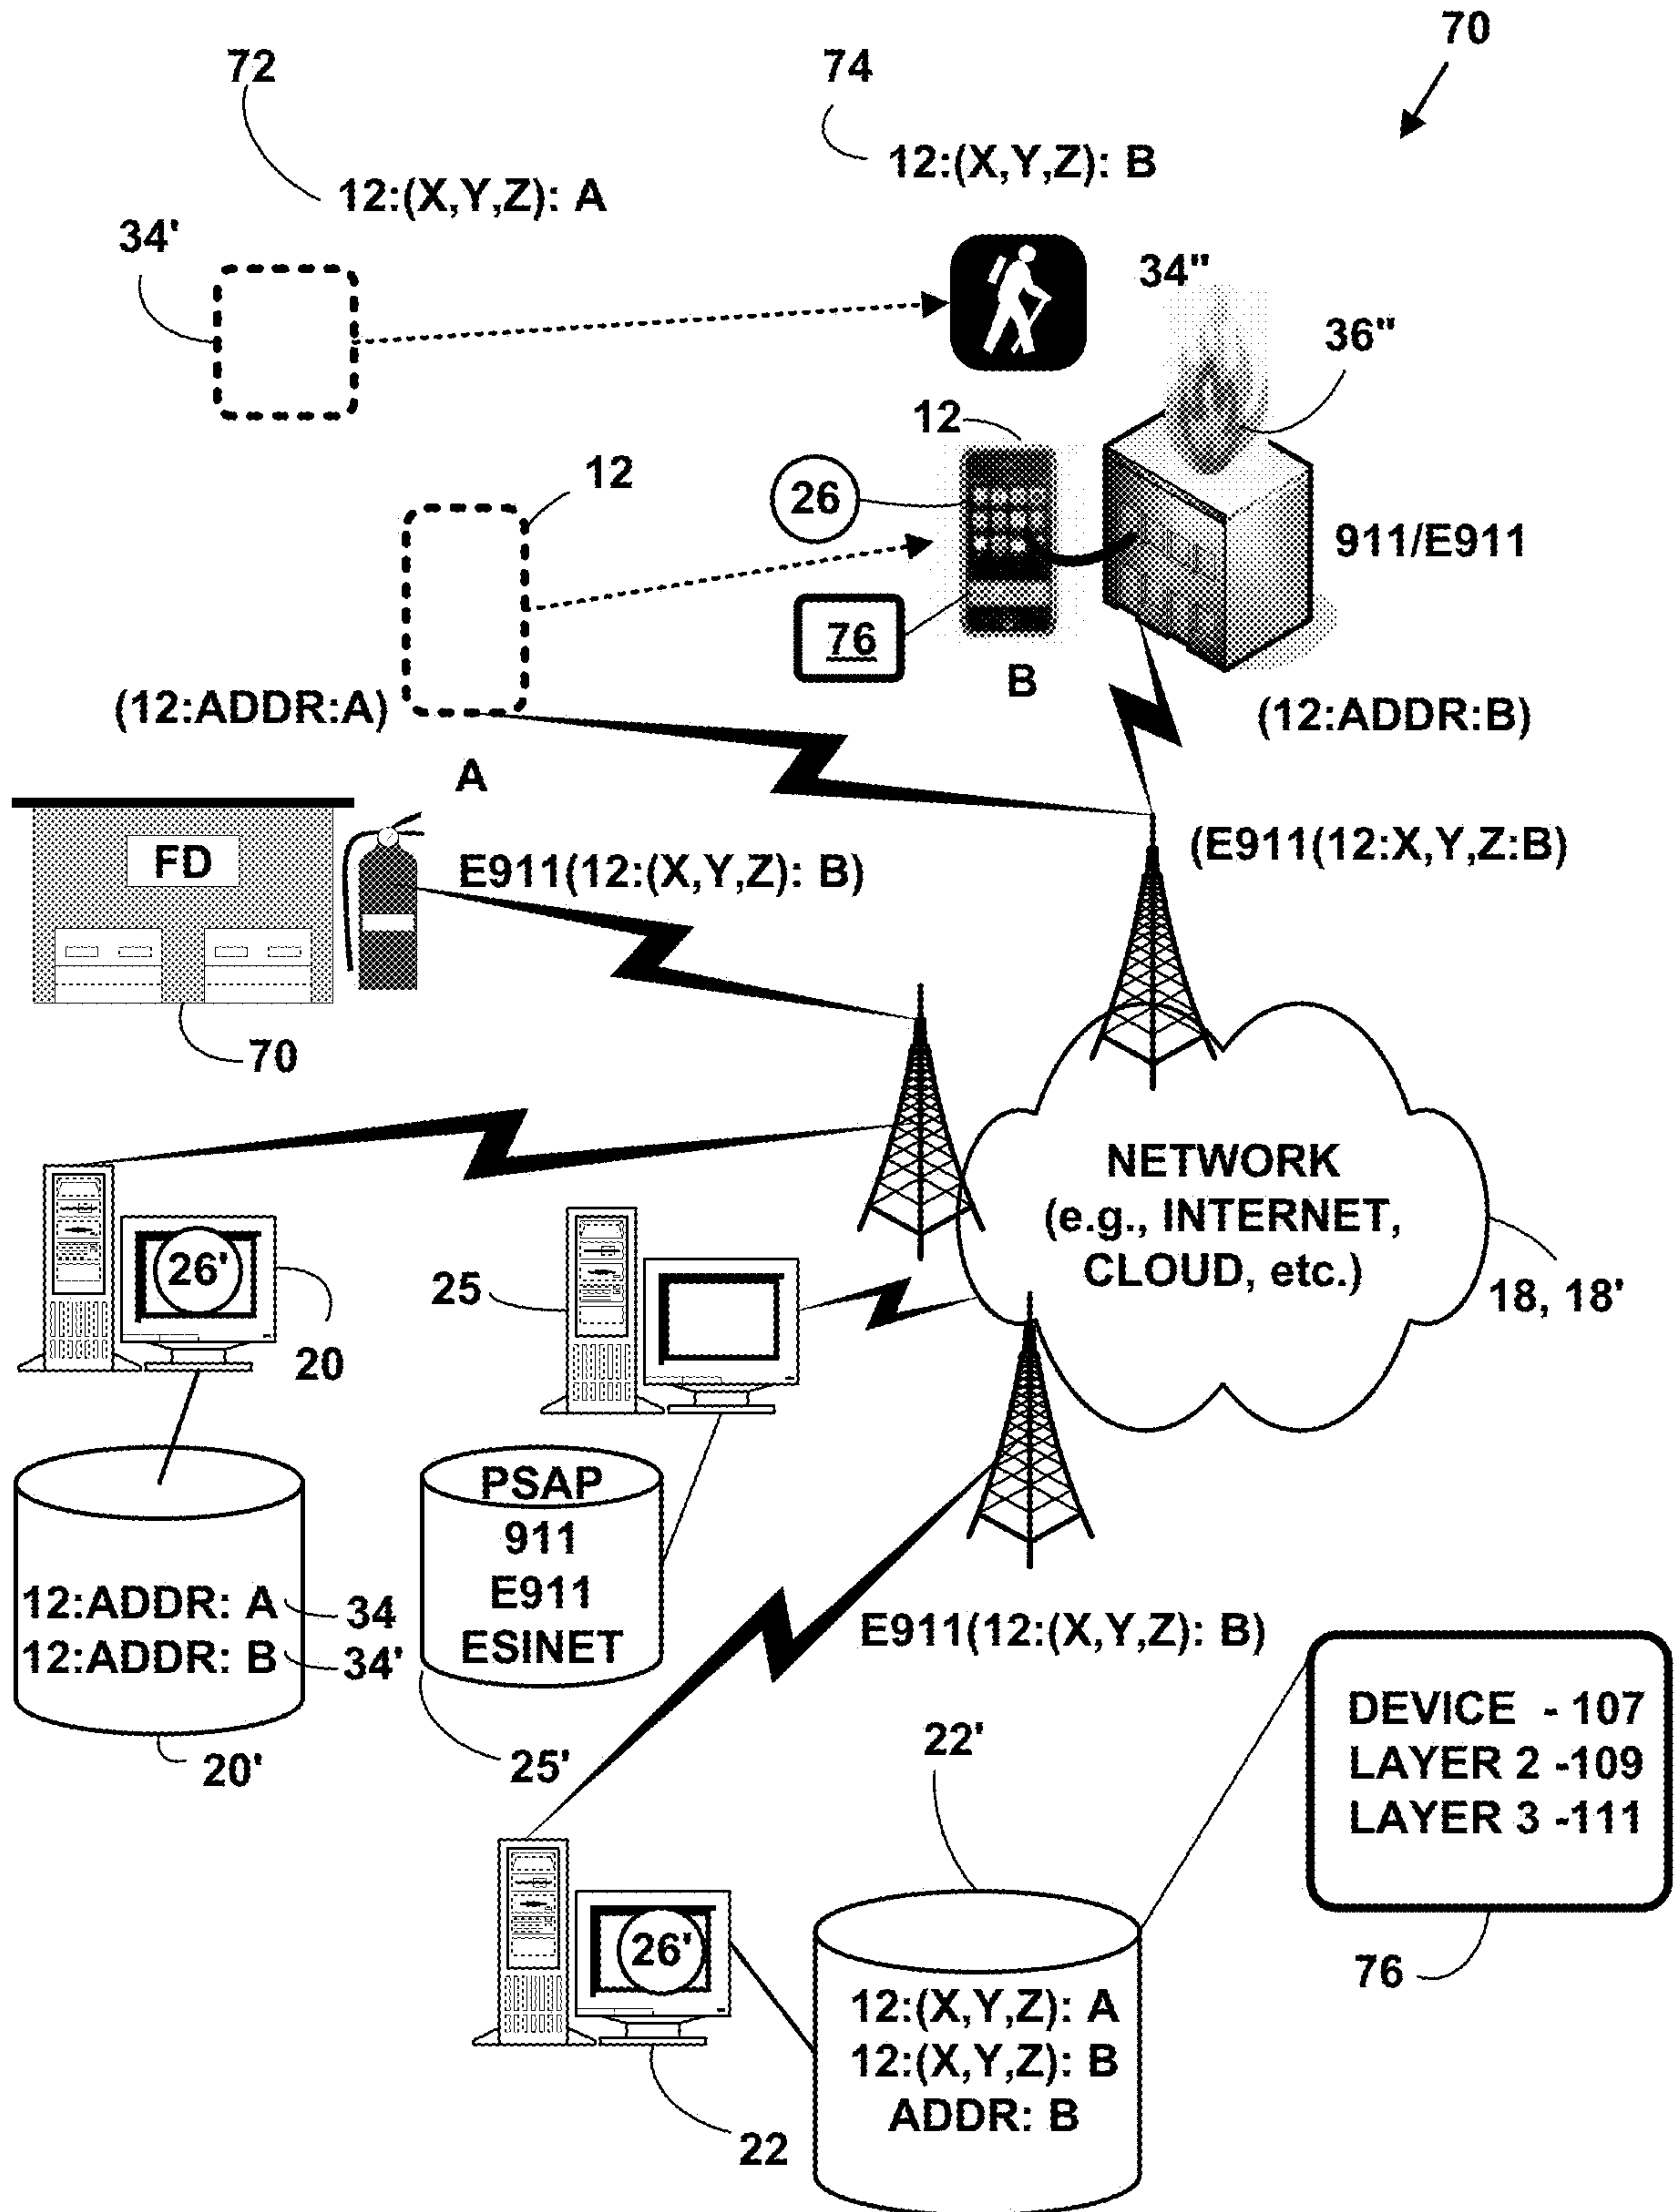 70
72
74
12:(X,Y,Z): A
12:(X,Y,Z): B
34'
34"
36"
12
12
26
911/E911
76
B
(12:ADDR:A)
(12:ADDR:B)
A
FD
E911(12:(X,Y,Z): B)
(E911(12:X,Y,Z:B)
70
NETWORK
(e.g., INTERNET,
CLOUD, etc.)
18, 18'
26'
20
25
PSAP
911
E911
ESINET
12:ADDR: A
34
12:ADDR: B
34'
20'
25'
E911(12:(X,Y,Z): B)
22'
DEVICE - 107
LAYER 2 -109
LAYER 3 -111
76
26'
22
12:(X,Y,Z): A
12:(X,Y,Z): B
ADDR: B